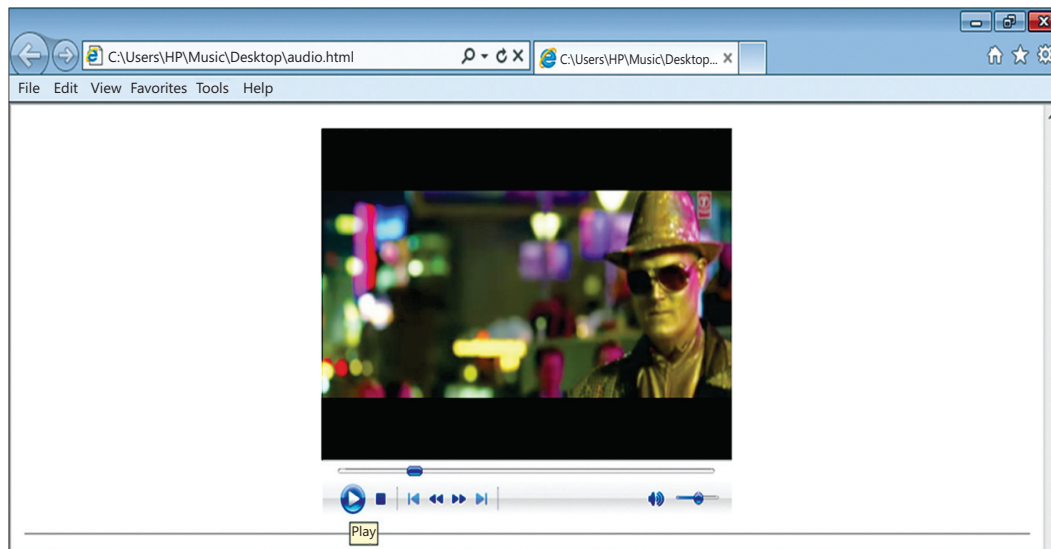 C:\Users\HP\Music\Desktop\audio.html
C:\Users\HP\Music\Desktop...
File Edit View Favorites Tools Help
Play